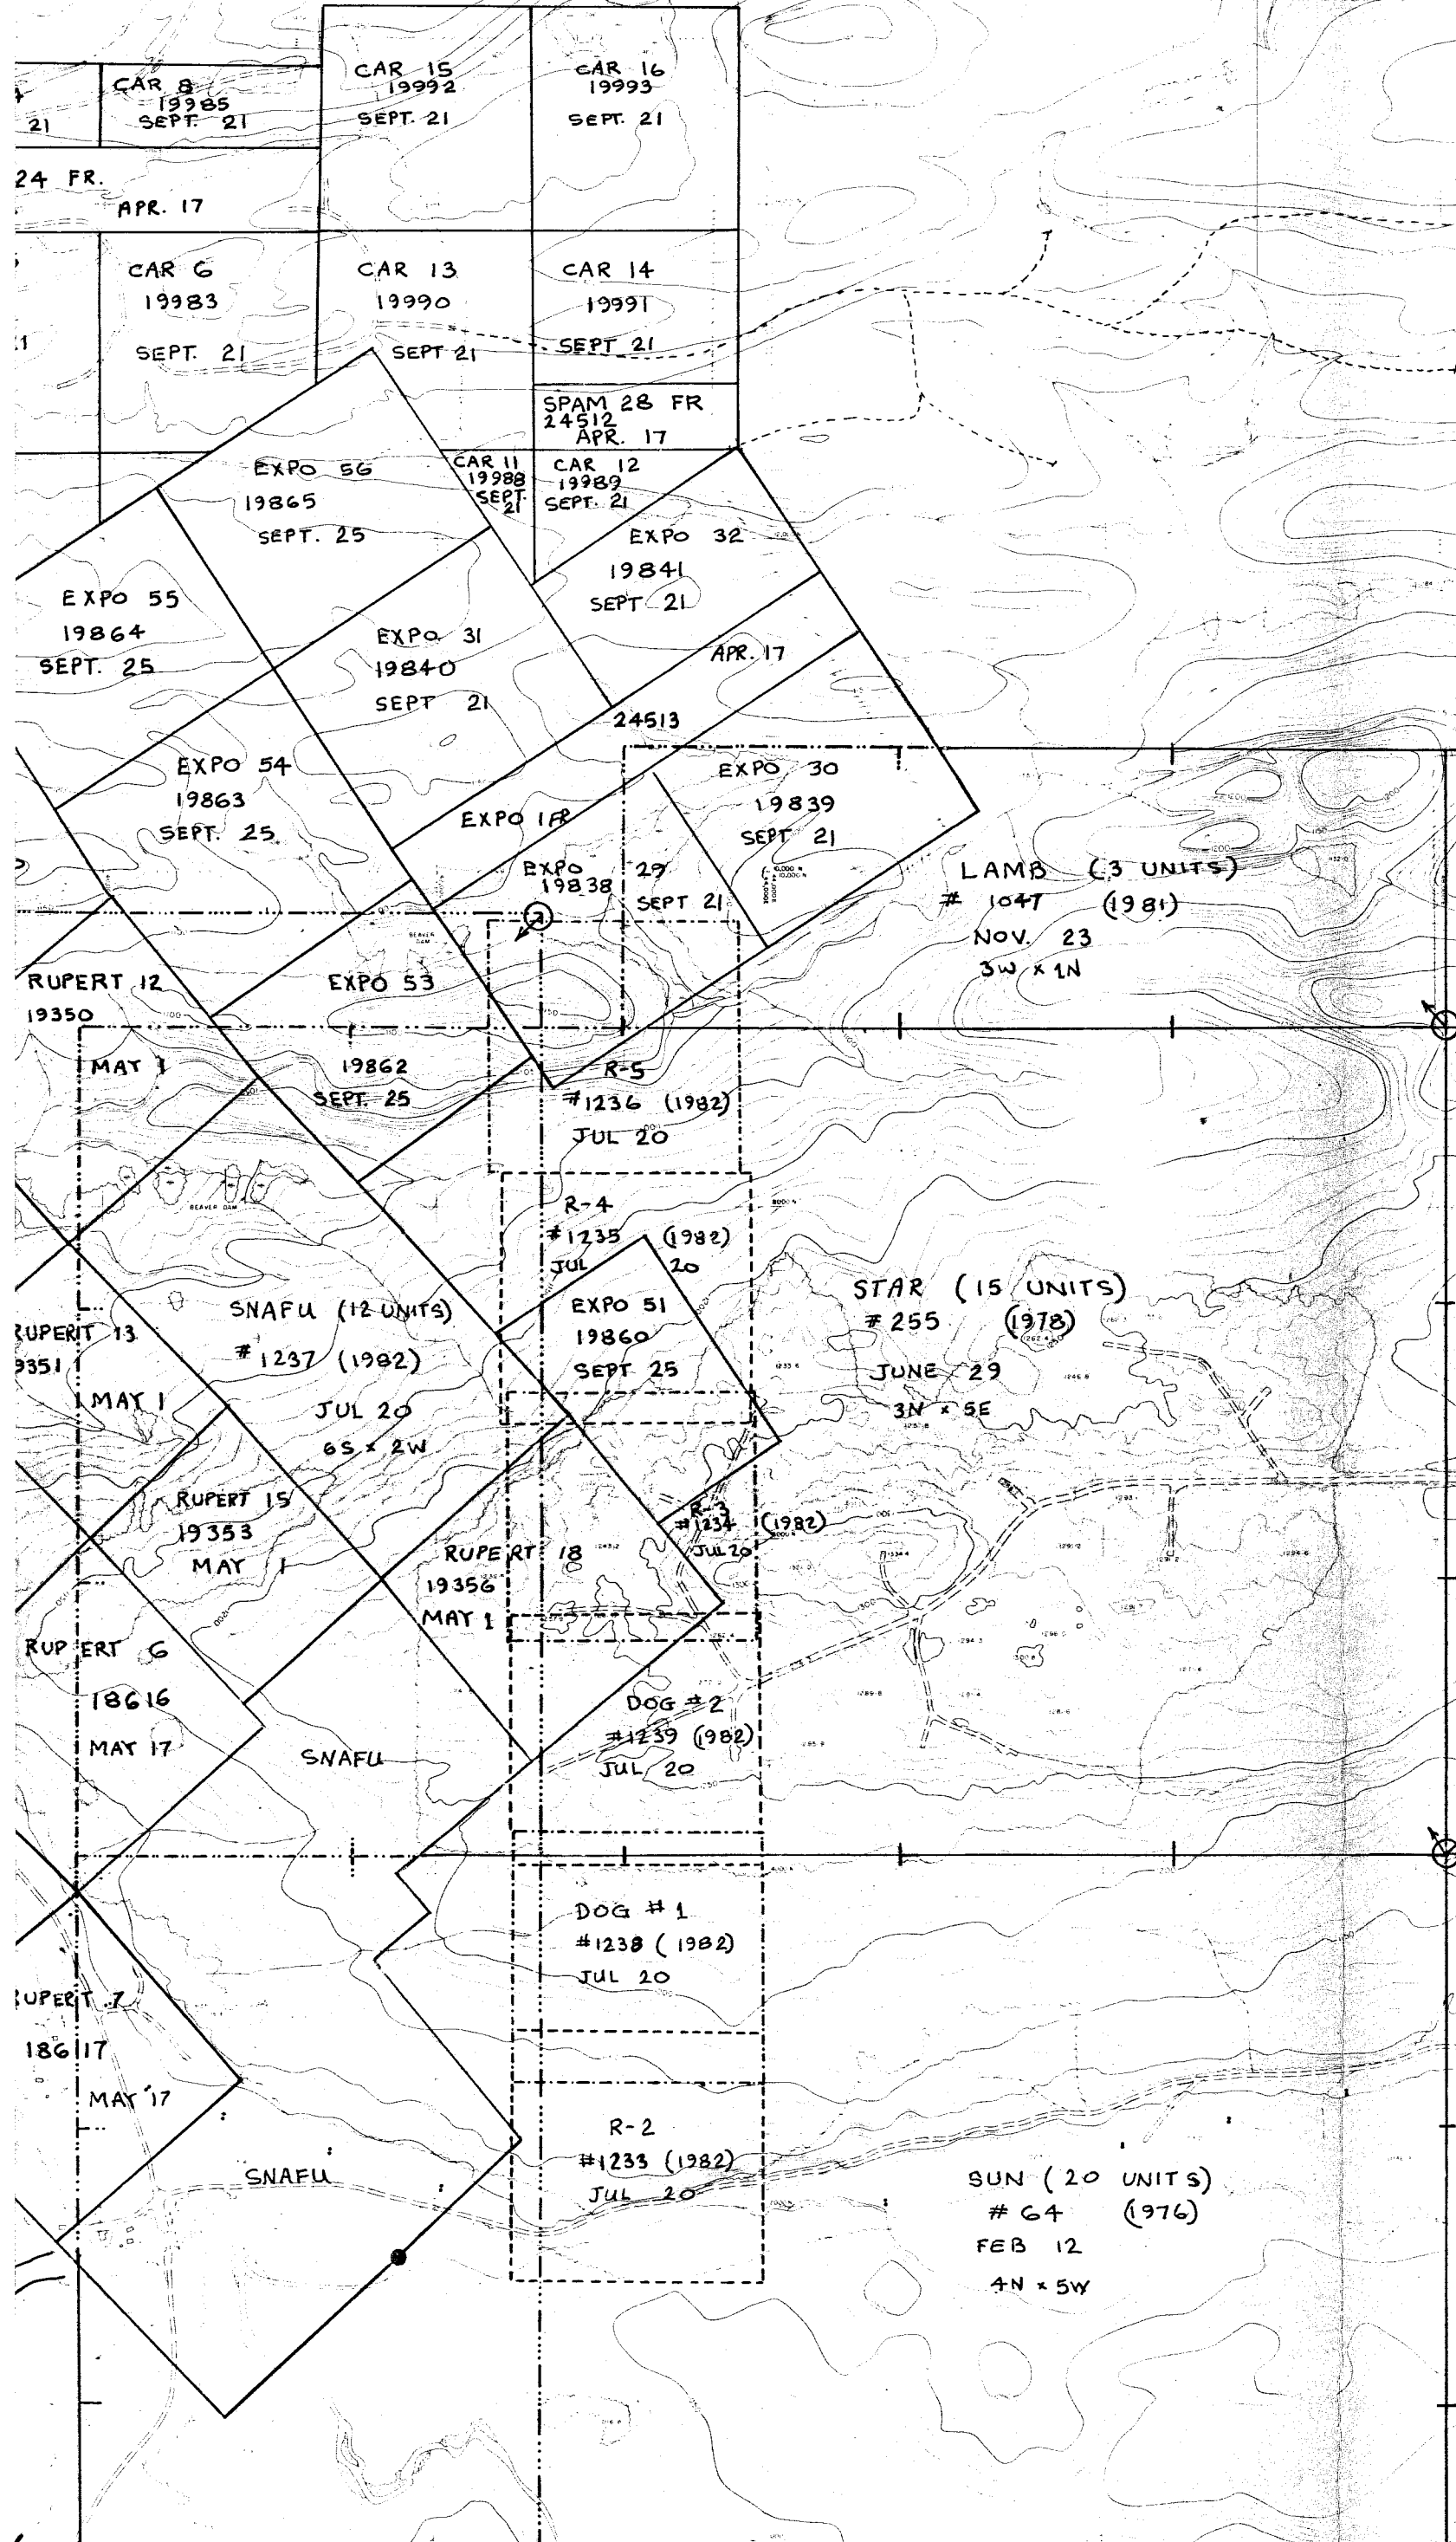 CAR 8
19985
SEPT. 21
21
CAR 15
19992
SEPT. 21
CAR 16
19993
SEPT. 21
24 FR.
APR. 17
CAR 6
19983
SEPT. 21
CAR 13
19990
SEPT 21
CAR 14
19991
SEPT 21
SPAM 28 FR
24512
APR. 17
CAR 11
19988
SEPT.
21
CAR 12
19989
SEPT. 21
EXPO 56
19865
SEPT. 25
EXPO 32
19841
SEPT 21
EXPO 55
19864
SEPT. 25
EXPO 31
19840
SEPT 21
APR. 17
24513
EXPO 1 FR
EXPO 54
19863
SEPT. 25
EXPO 30
19839
SEPT 21
EXPO 29
19838
SEPT 21
LAMB (3 UNITS)
# 1047 (1981)
NOV. 23
3W x 1N
BEAVER
DAM
RUPERT 12
19350
MAY 1
EXPO 53
19862
SEPT. 25
R-5
#1236 (1982)
JUL 20
BEAVER DAM
R-4
#1235 (1982)
JUL 20
EXPO 51
19860
SEPT 25
STAR (15 UNITS)
# 255 (1978)
JUNE 29
3N x 5E
SNAFU (12 UNITS)
# 1237 (1982)
JUL 20
6S x 2W
RUPERT 13
9351
MAY 1
RUPERT 15
19353
MAY 1
R-3
#1234 (1982)
JUL 20
RUPERT 18
19356
MAY 1
RUPERT 6
18616
MAY 17
SNAFU
DOG #2
#1239 (1982)
JUL 20
DOG #1
#1238 (1982)
JUL 20
UPERT 7
18617
MAY 17
SNAFU
R-2
#1233 (1982)
JUL 20
SUN (20 UNITS)
# 64 (1976)
FEB 12
4N x 5W